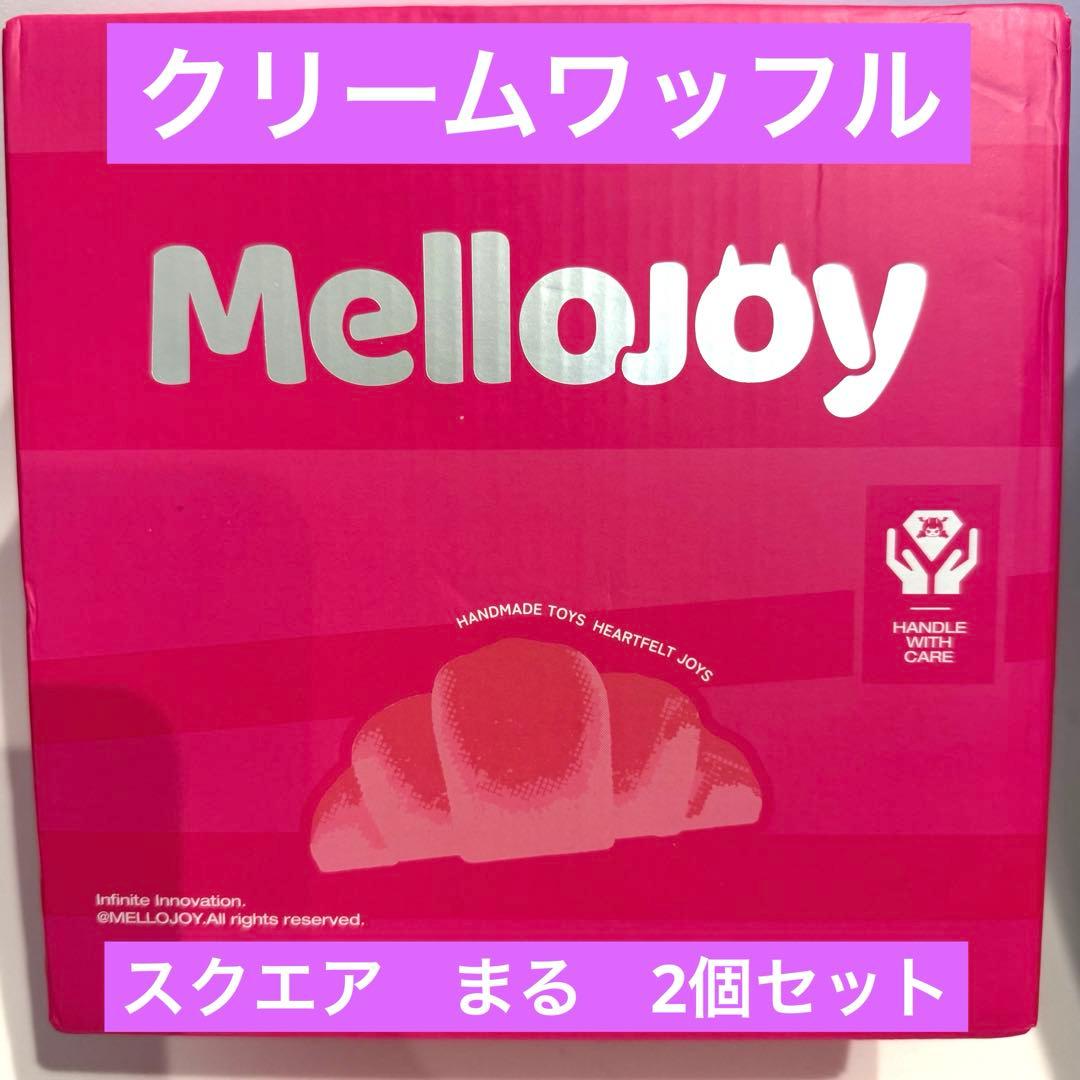 クリームワッフル
MelloJOY
HANDMADE TOYS HEARTFELT JOYS
HANDLE
WITH
CARE
Infinite Innovation.
@MELLOJOY.All rights reserved.
スクエア　まる　2個セット